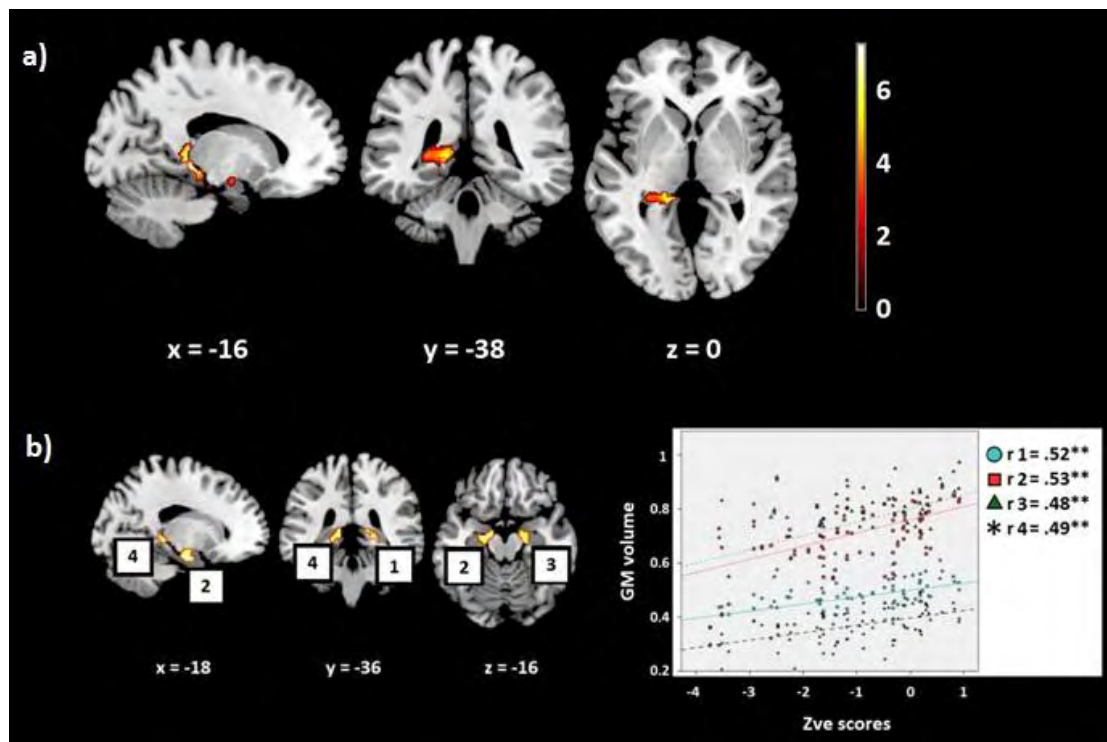 a)
6
4
2
0
x = -16
y = -38
z = 0
b)
4
2
4
1
2
3
x = -18
y = -36
z = -16
1
0.8
0.6
0.4
0.2
GM volume
-4
-3
-2
-1
0
1
Zve scores
r 1 = .52**
r 2 = .53**
r 3 = .48**
r 4 = .49**